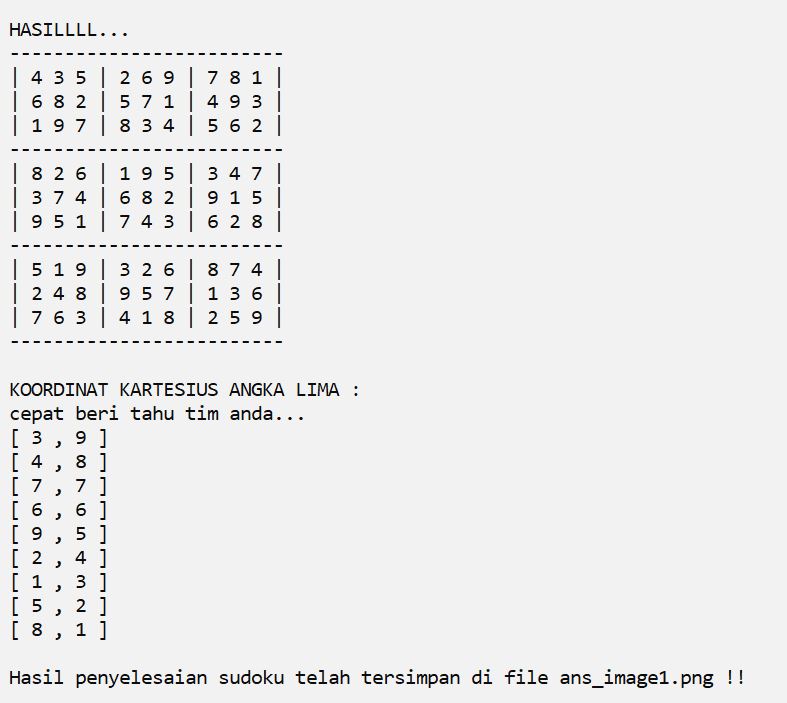 HASILLLL...
-------------------------
| 4 3 5 | 2 6 9 | 7 8 1 |
| 6 8 2 | 5 7 1 | 4 9 3 |
| 1 9 7 | 8 3 4 | 5 6 2 |
-------------------------
| 8 2 6 | 1 9 5 | 3 4 7 |
| 3 7 4 | 6 8 2 | 9 1 5 |
| 9 5 1 | 7 4 3 | 6 2 8 |
-------------------------
| 5 1 9 | 3 2 6 | 8 7 4 |
| 2 4 8 | 9 5 7 | 1 3 6 |
| 7 6 3 | 4 1 8 | 2 5 9 |
-------------------------
KOORDINAT KARTESIUS ANGKA LIMA :
cepat beri tahu tim anda...
[ 3 , 9 ]
[ 4 , 8 ]
[ 7 , 7 ]
[ 6 , 6 ]
[ 9 , 5 ]
[ 2 , 4 ]
[ 1 , 3 ]
[ 5 , 2 ]
[ 8 , 1 ]
Hasil penyelesaian sudoku telah tersimpan di file ans_image1.png !!